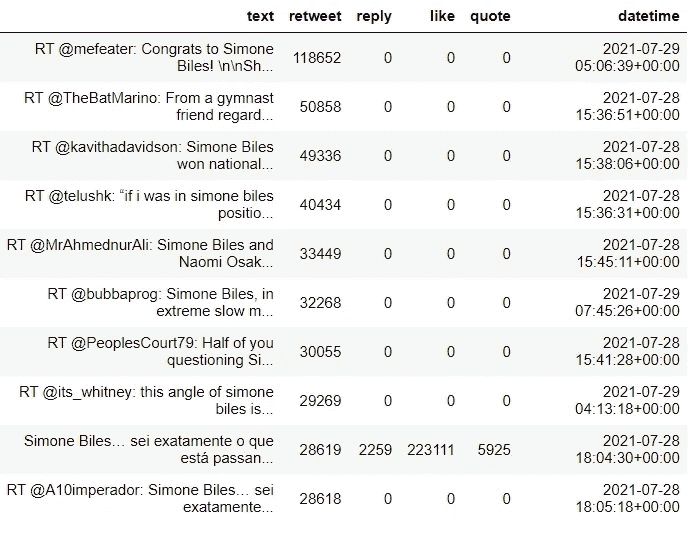 text retweet reply like quote datetime
RT @mefeater: Congrats to Simone 2021-07-29
Biles! \n\nSh... 118652 0 0 0 05:06:39+00:00
RT @TheBatMarino: From a gymnast 2021-07-28
friend regard... 50858 0 0 0 15:36:51+00:00
RT @kavithadavidson: Simone Biles 2021-07-28
won national... 49336 0 0 0 15:38:06+00:00
RT @telushk: “if i was in simone biles 2021-07-28
positio... 40434 0 0 0 15:36:31+00:00
RT @MrAhmednurAli: Simone Biles and 2021-07-28
Naomi Osak... 33449 0 0 0 15:45:11+00:00
RT @bubbaprog: Simone Biles, in 2021-07-29
extreme slow m... 32268 0 0 0 07:45:26+00:00
RT @PeoplesCourt79: Half of you 2021-07-28
questioning Si... 30055 0 0 0 15:41:28+00:00
RT @its_whitney: this angle of simone 2021-07-29
biles is... 29269 0 0 0 04:13:18+00:00
Simone Biles… sei exatamente o que 2021-07-28
está passan... 28619 2259 223111 5925 18:04:30+00:00
RT @A10imperador: Simone Biles… sei 2021-07-28
exatamente... 28618 0 0 0 18:05:18+00:00